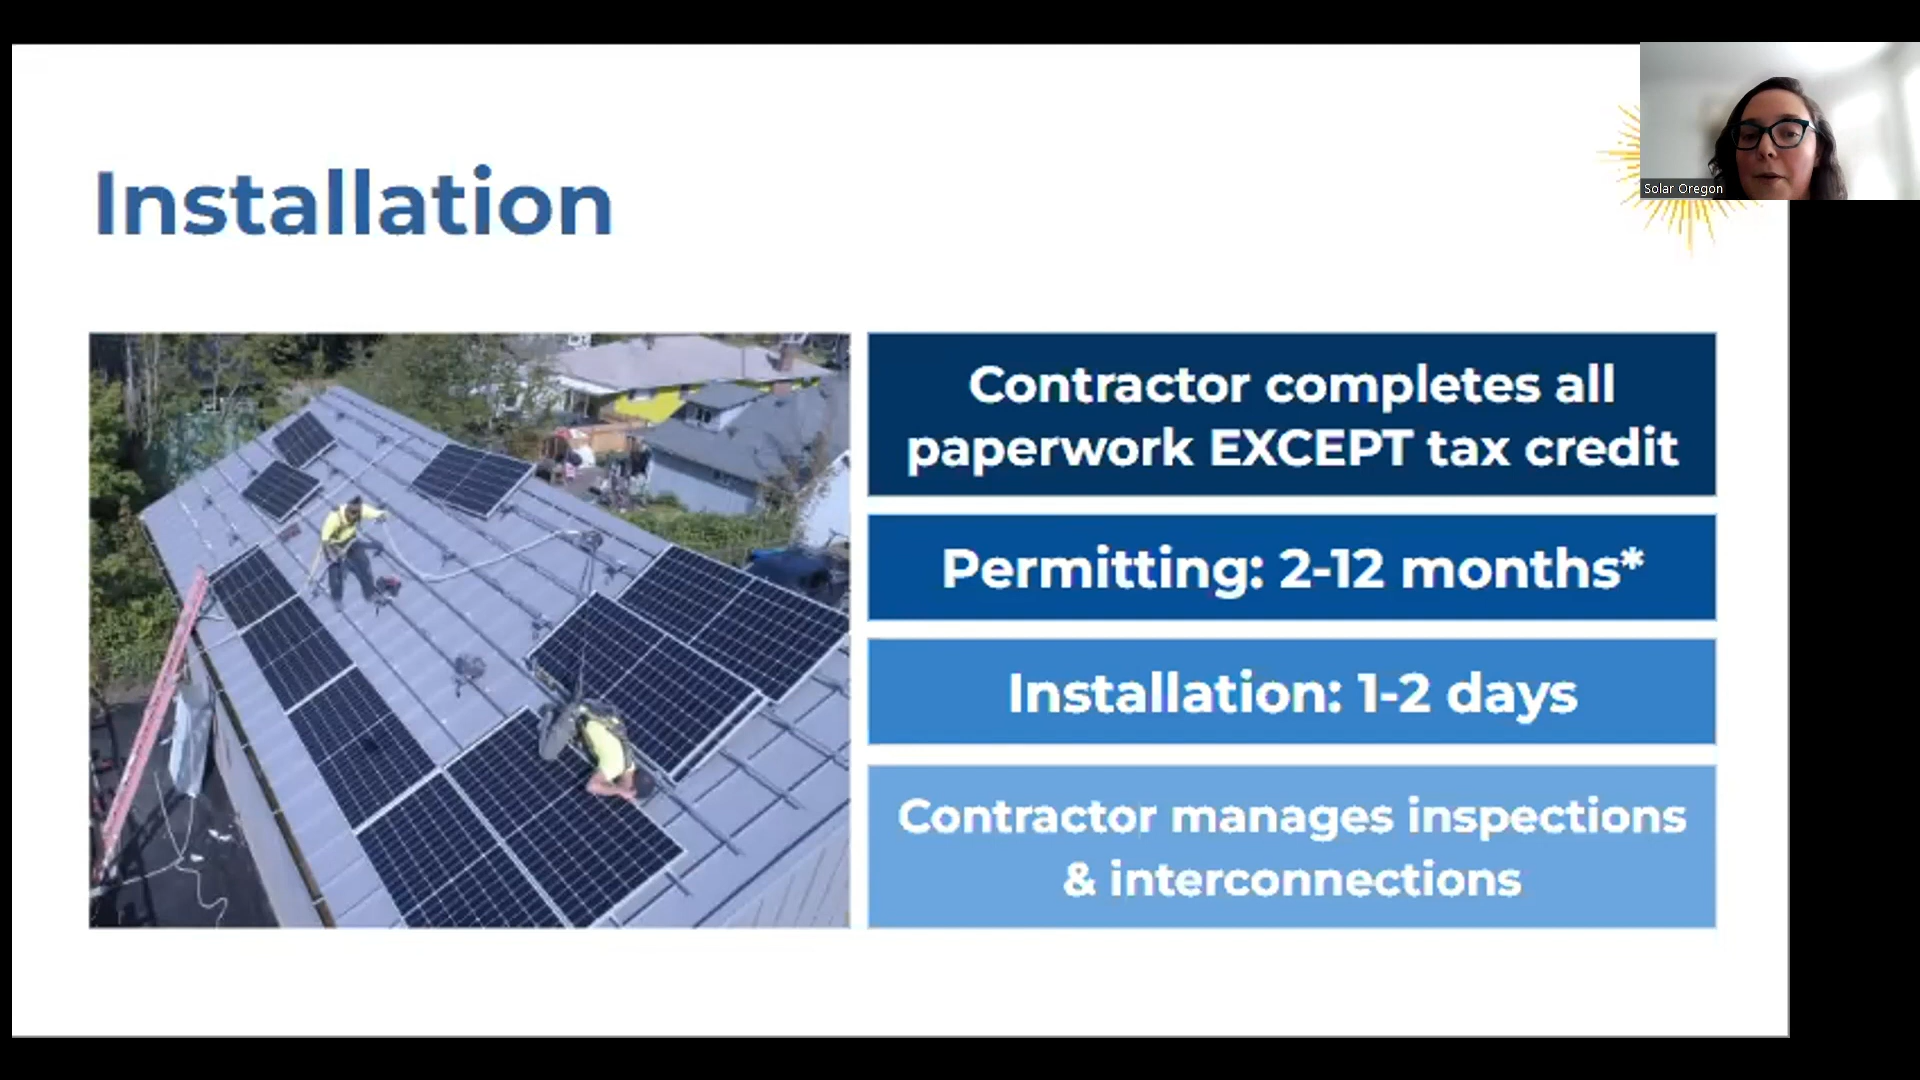 Installation
Solar Oregon
Contractor completes all
paperwork EXCEPT tax credit
Permitting: 2-12 months*
Installation: 1-2 days
Contractor manages inspections
& interconnections